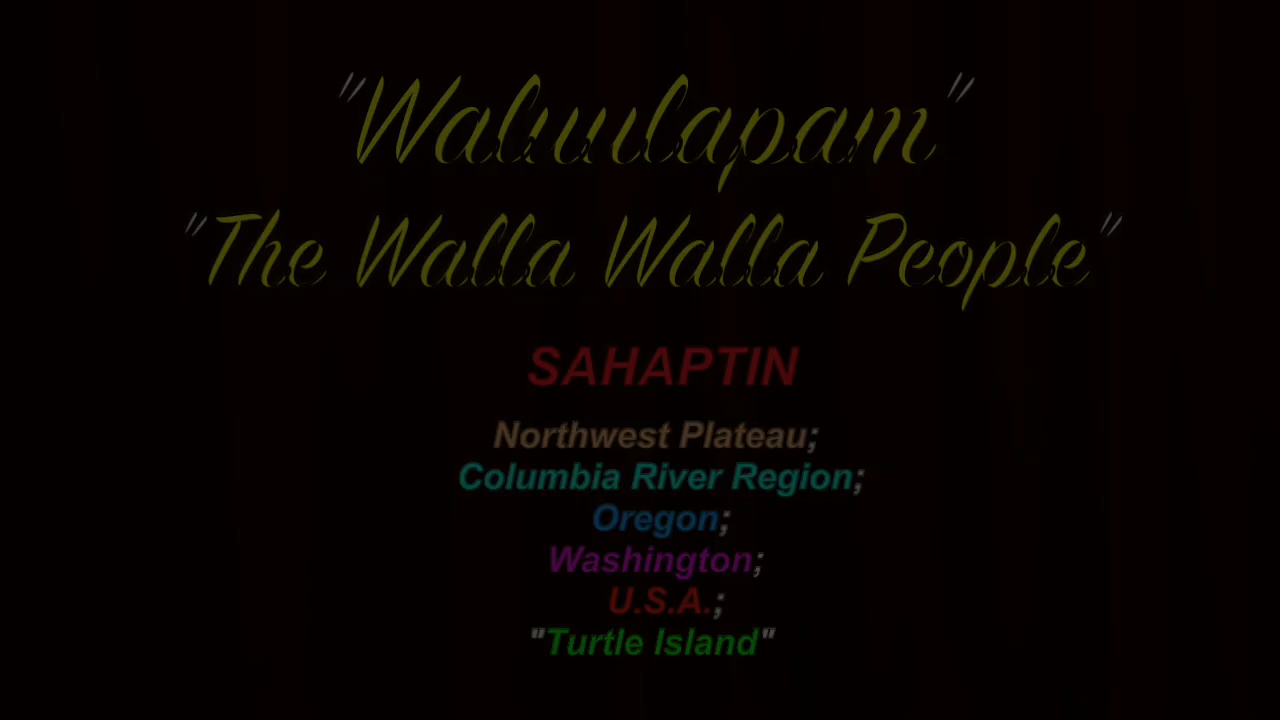 "Waluulapam"
"The Walla Walla People"
SAHAPTIN
Northwest Plateau;
Columbia River Region;
Oregon;
Washington;
U.S.A.;
"Turtle Island"